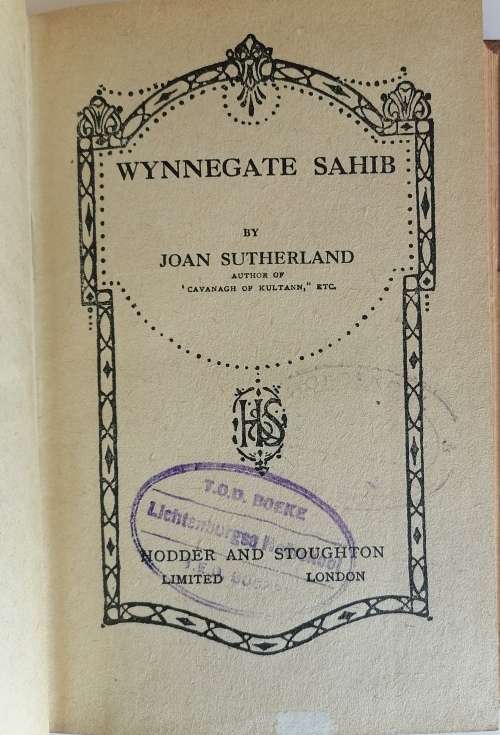 WYNNEGATE SAHIB
BY
JOAN SUTHERLAND
AUTHOR OF
'CAVANAGH OF KULTANN," ETC.
HS
T.O.D. BOEKE
HODDER AND STOUGHTON
LIMITED LONDON